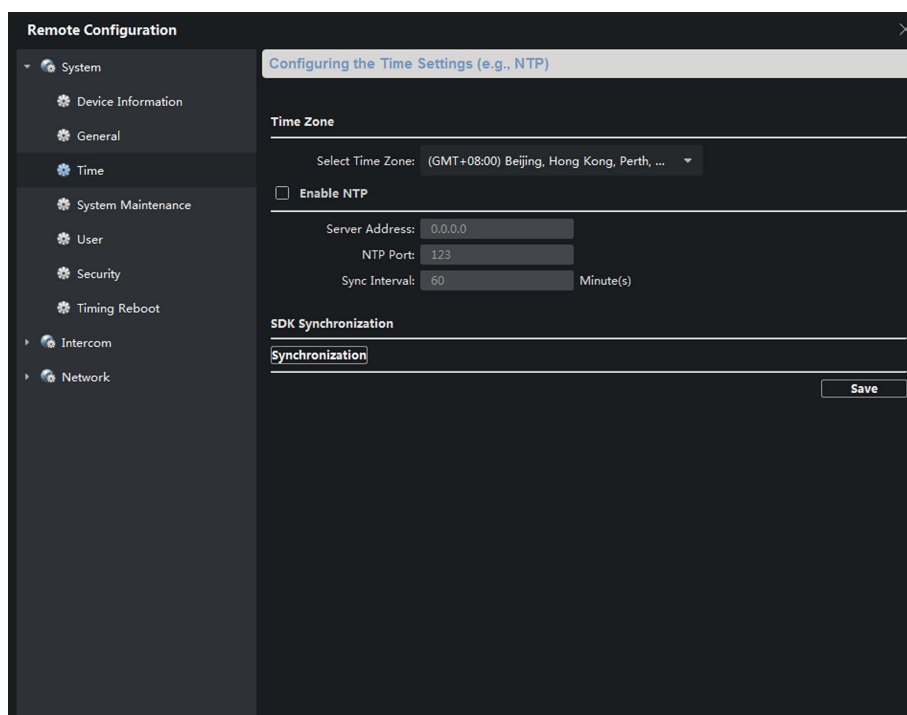 Remote Configuration
System
Device Information
General
Time
System Maintenance
User
Security
Timing Reboot
Intercom
Network
Configuring the Time Settings (e.g., NTP)
Time Zone
Select Time Zone: (GMT+08:00) Beijing, Hong Kong, Perth, ...
Enable NTP
Server Address: 0.0.0.0
NTP Port: 123
Sync Interval: 60 Minute(s)
SDK Synchronization
Synchronization
Save